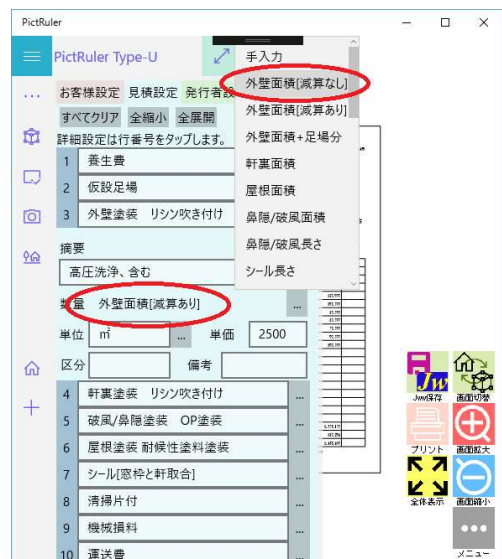 PictRuler
PictRuler Type-U
お客様設定 見積設定 発行者設
すべてクリア 全縮小 全展開
詳細設定は行番号をタップします。
1 養生費
2 仮設足場
3 外壁塗装 リシン吹き付け
摘要
高圧洗浄、含む
数量 外壁面積[減算あり] ...
単位 ㎡ ... 単価 2500
区分 備考
4 軒裏塗装 リシン吹付け ...
5 破風/鼻隠塗装 OP塗装 ...
6 屋根塗装 耐候性塗料塗装 ...
7 シール[窓枠と軒取合] ...
8 清掃片付 ...
9 機械損料 ...
10 運送費 ...
手入力
外壁面積[減算なし]
外壁面積[減算あり]
外壁面積+足場分
軒裏面積
屋根面積
鼻隠/破風面積
鼻隠/破風長さ
シール長さ
Jw
Jww保存 画面切替
プリント 画面拡大
全体表示 画面縮小
メニュー